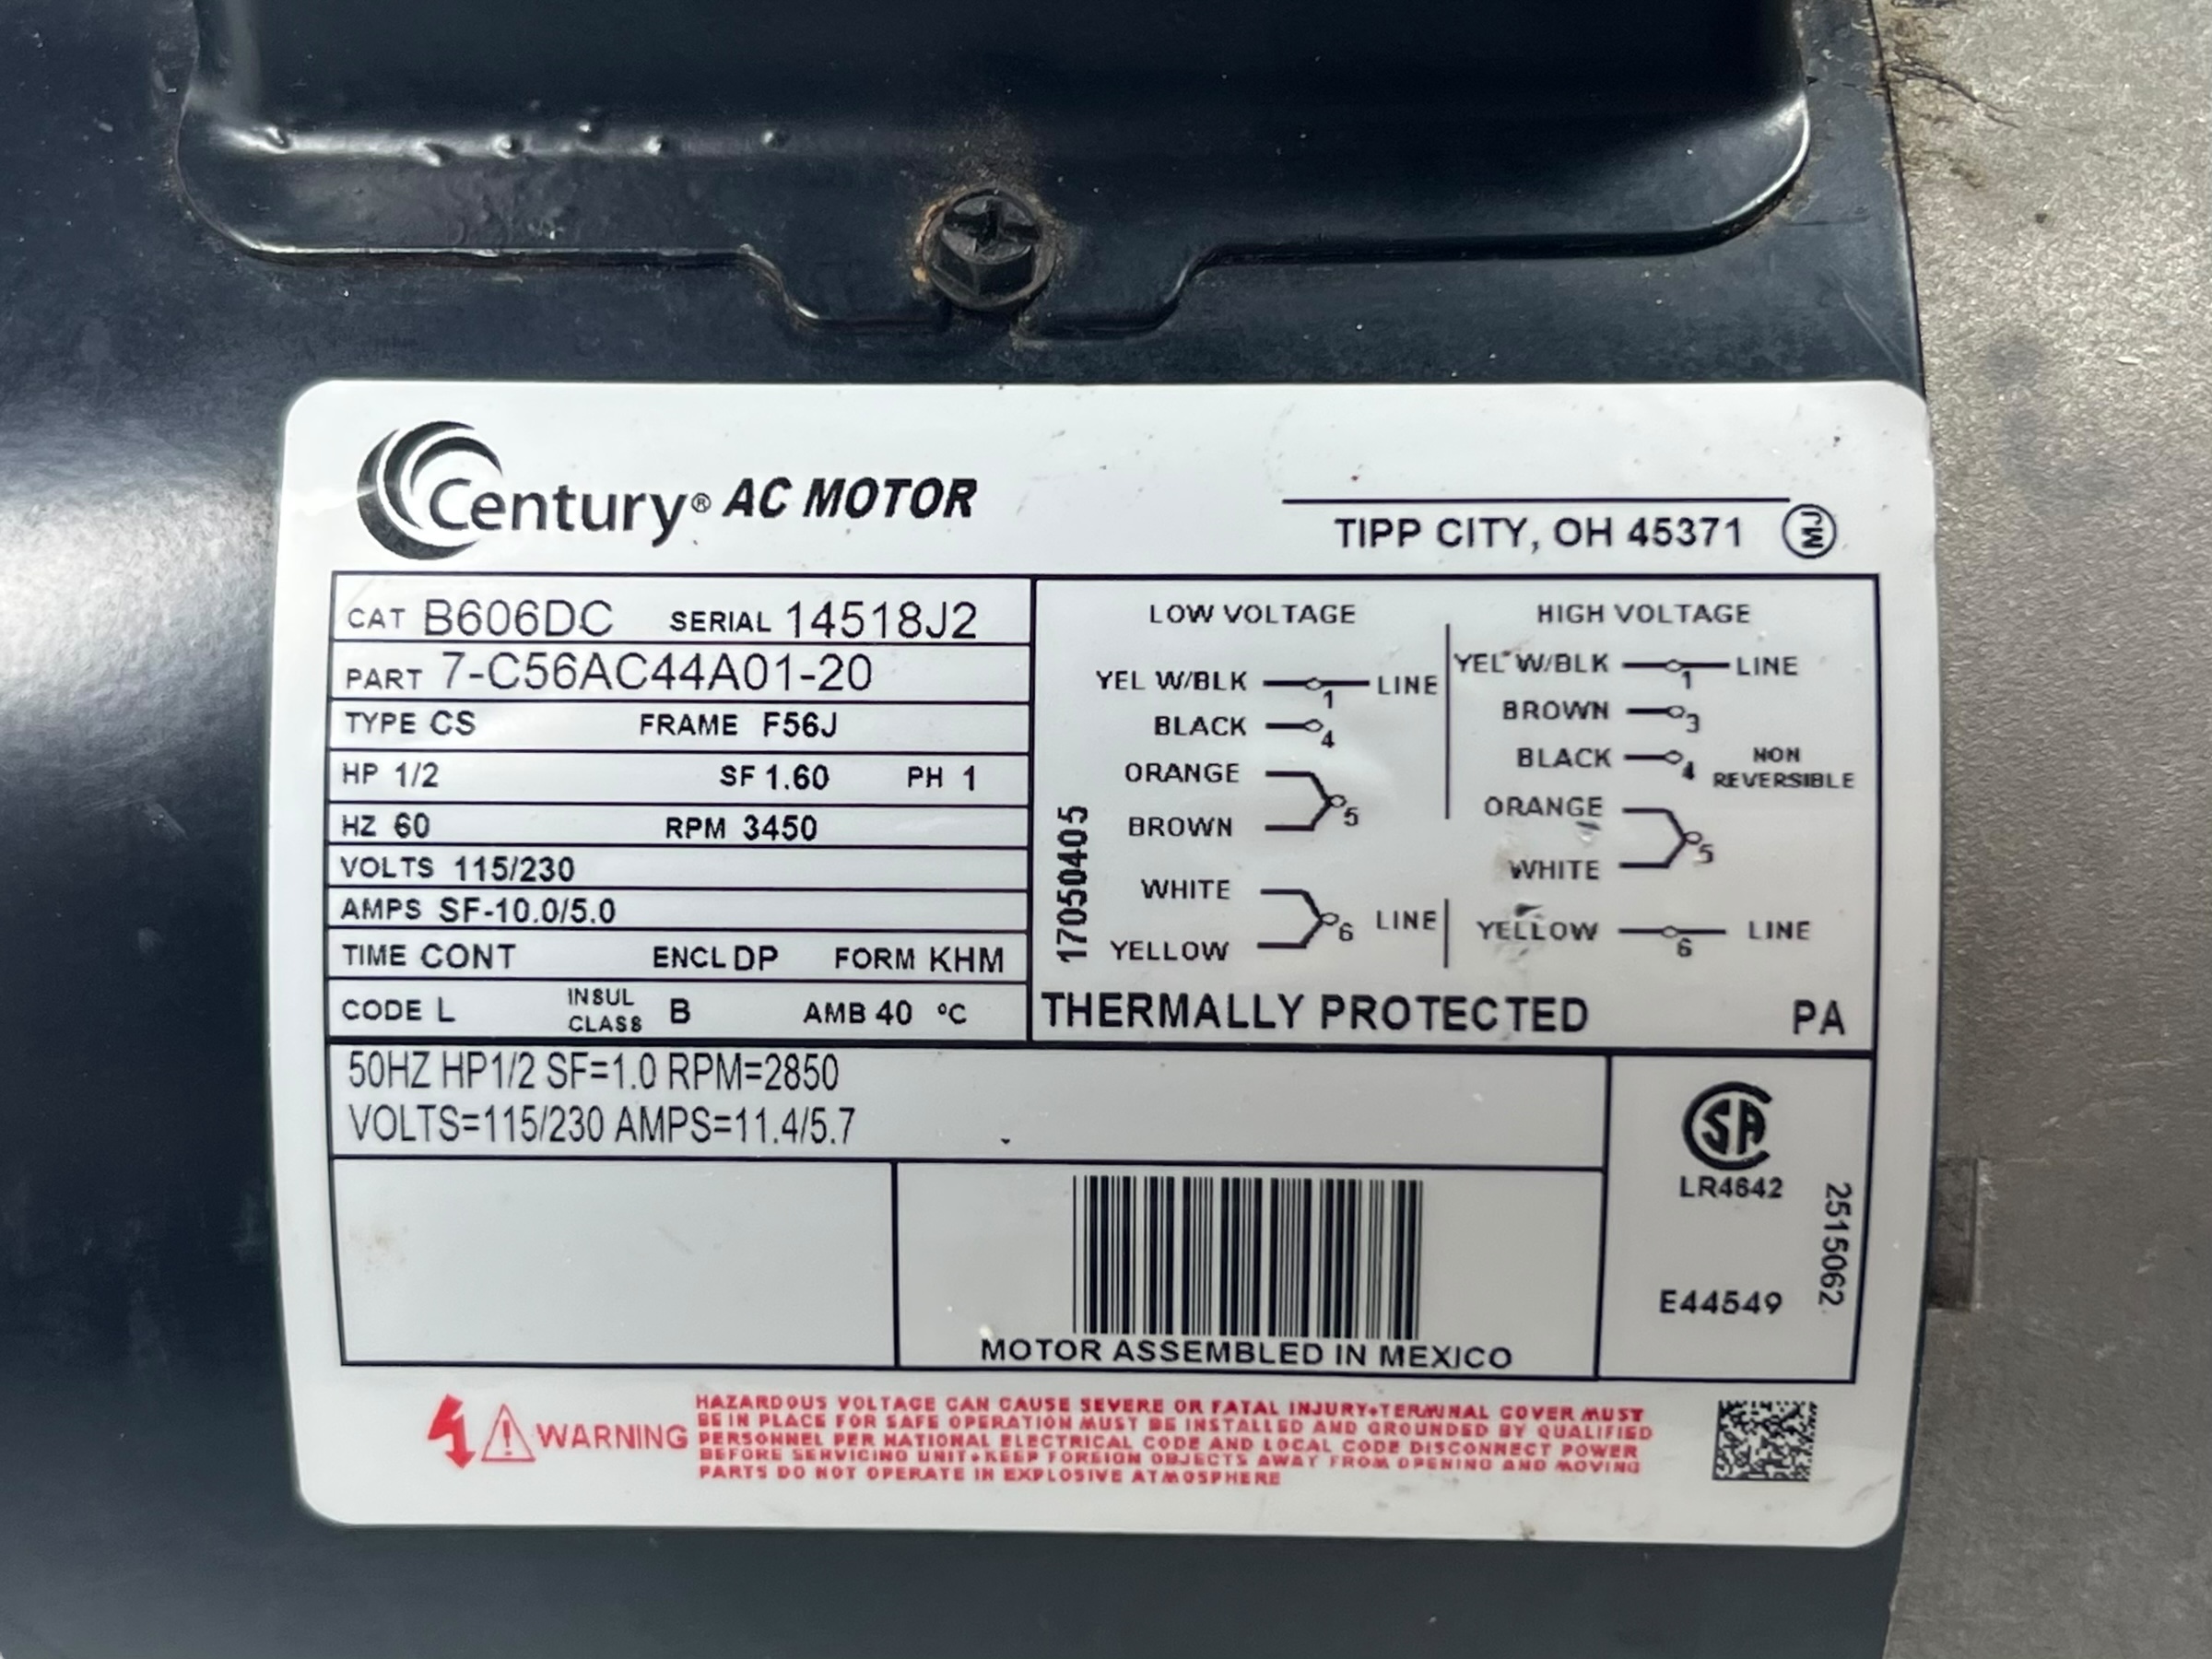 Century® AC MOTOR
TIPP CITY, OH 45371
CAT B606DC SERIAL 14518J2
PART 7-C56AC44A01-20
TYPE CS FRAME F56J
HP 1/2 SF 1.60 PH 1
HZ 60 RPM 3450
VOLTS 115/230
AMPS SF-10.0/5.0
TIME CONT ENCL DP FORM KHM
CODE L INSUL CLASS B AMB 40 °C
LOW VOLTAGE
YEL W/BLK 1 LINE
BLACK 4
ORANGE
BROWN 5
WHITE
YELLOW 6 LINE
17050405
HIGH VOLTAGE
YEL W/BLK 1 LINE
BROWN 3
BLACK 4
NON
REVERSIBLE
ORANGE
WHITE 5
YELLOW 6 LINE
THERMALLY PROTECTED PA
50HZ HP1/2 SF=1.0 RPM=2850
VOLTS=115/230 AMPS=11.4/5.7
MOTOR ASSEMBLED IN MEXICO
SA
LR4642
E44549
2515062
WARNING
HAZARDOUS VOLTAGE CAN CAUSE SEVERE OR FATAL INJURY•TERMINAL COVER MUST
BE IN PLACE FOR SAFE OPERATION MUST BE INSTALLED AND GROUNDED BY QUALIFIED
PERSONNEL PER NATIONAL ELECTRICAL CODE AND LOCAL CODE DISCONNECT POWER
BEFORE SERVICING UNIT•KEEP FOREIGN OBJECTS AWAY FROM OPENING AND MOVING
PARTS DO NOT OPERATE IN EXPLOSIVE ATMOSPHERE